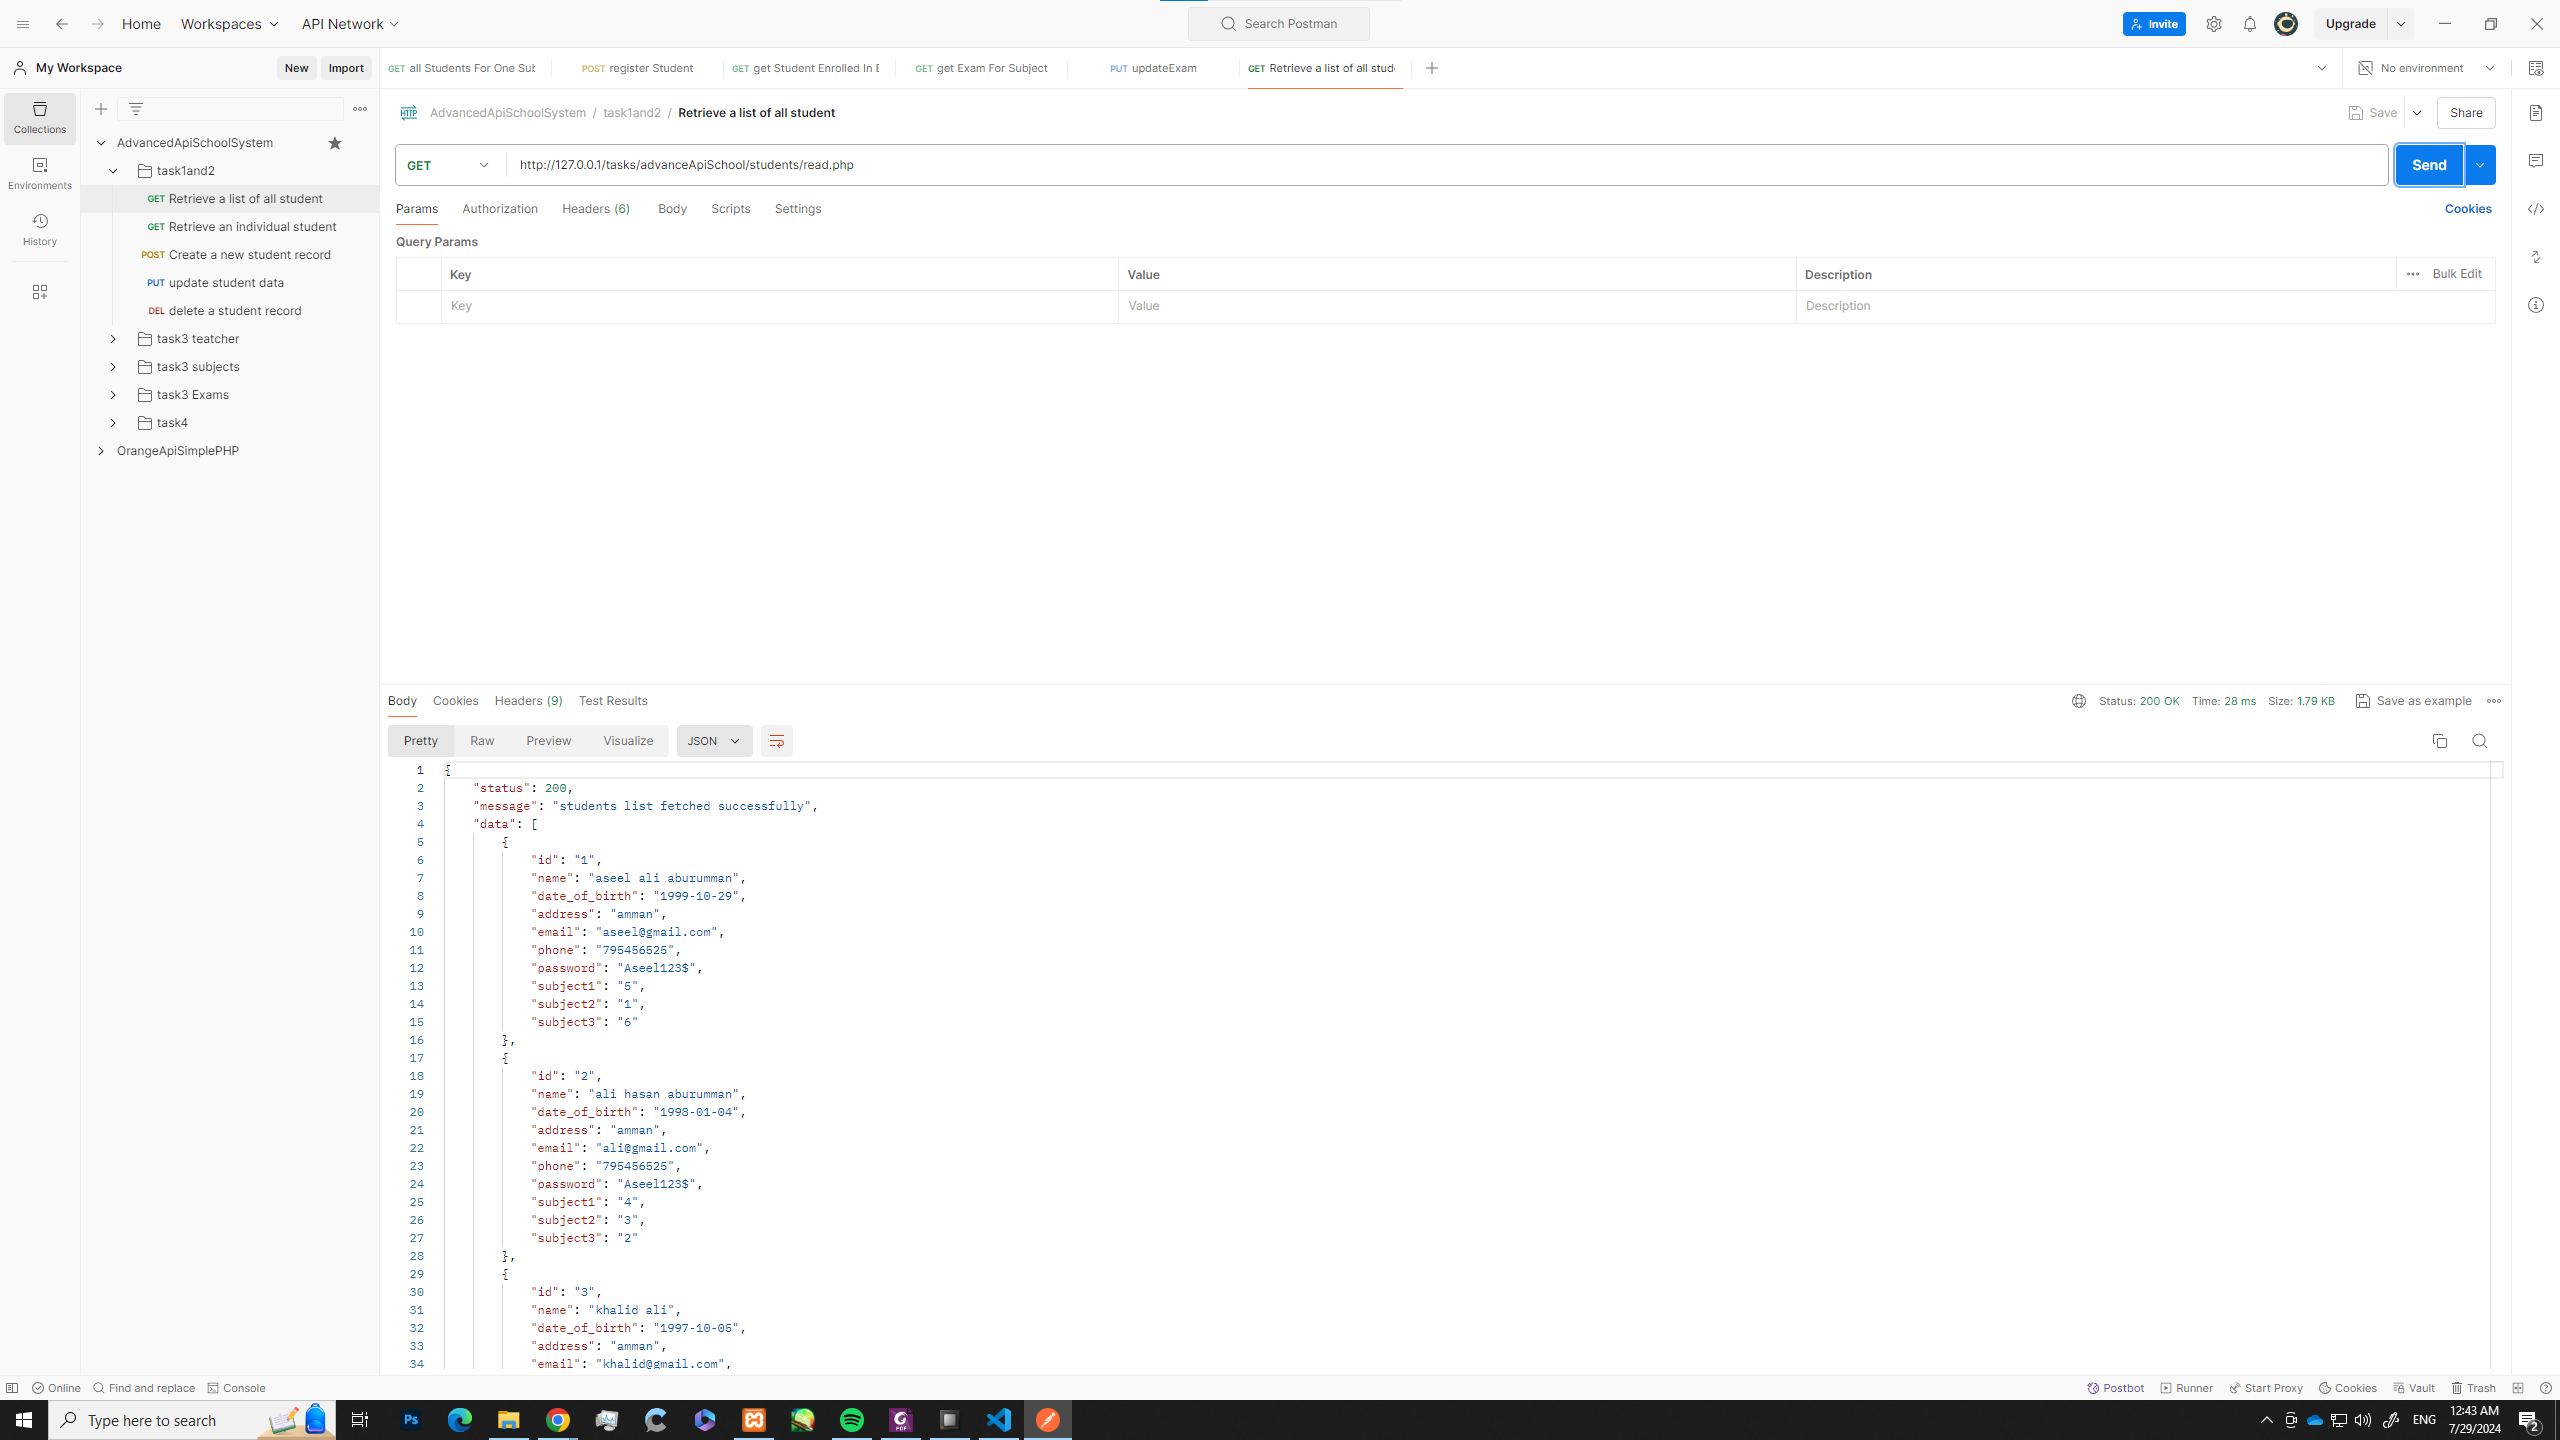 Home Workspaces API Network Search Postman Invite Upgrade
My Workspace New Import
GET all Students For One Sul POST register Student GET get Student Enrolled In E GET get Exam For Subject PUT updateExam GET Retrieve a list of all stud No environment
Collections
Environments
History
AdvancedApiSchoolSystem
task1and2
GET Retrieve a list of all student
GET Retrieve an individual student
POST Create a new student record
PUT update student data
DEL delete a student record
task3 teatcher
task3 subjects
task3 Exams
task4
OrangeApiSimplePHP
HTTP AdvancedApiSchoolSystem / task1and2 / Retrieve a list of all student Save Share
GET http://127.0.0.1/tasks/advanceApiSchool/students/read.php Send
Params Authorization Headers (6) Body Scripts Settings Cookies
Query Params
Key Value Description Bulk Edit
Key Value Description
Body Cookies Headers (9) Test Results Status: 200 OK Time: 28 ms Size: 1.79 KB Save as example
Pretty Raw Preview Visualize JSON
1 {
2 "status": 200,
3 "message": "students list fetched successfully",
4 "data": [
5 {
6 "id": "1",
7 "name": "aseel ali aburumman",
8 "date_of_birth": "1999-10-29",
9 "address": "amman",
10 "email": "aseel@gmail.com",
11 "phone": "795456525",
12 "password": "Aseel123$",
13 "subject1": "5",
14 "subject2": "1",
15 "subject3": "6"
16 },
17 {
18 "id": "2",
19 "name": "ali hasan aburumman",
20 "date_of_birth": "1998-01-04",
21 "address": "amman",
22 "email": "ali@gmail.com",
23 "phone": "795456525",
24 "password": "Aseel123$",
25 "subject1": "4",
26 "subject2": "3",
27 "subject3": "2"
28 },
29 {
30 "id": "3",
31 "name": "khalid ali",
32 "date_of_birth": "1997-10-05",
33 "address": "amman",
34 "email": "khalid@gmail.com",
Online Find and replace Console Postbot Runner Start Proxy Cookies Vault Trash
Type here to search Ps ENG 12:43 AM
7/29/2024 2